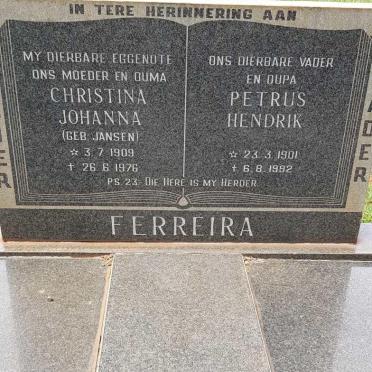 IN TERE HERINNERING AAN
MY DIERBARE EGGENOTE
ONS MOEDER EN OUMA
CHRISTINA
JOHANNA
(GEB. JANSEN)
☆ 3.7.1909
† 26.6.1976
ONS DIERBARE VADER
EN OUPA
PETRUS
HENDRIK
☆ 23.3.1901
† 6.8.1992
PS. 23: DIE HERE IS MY HERDER
FERREIRA